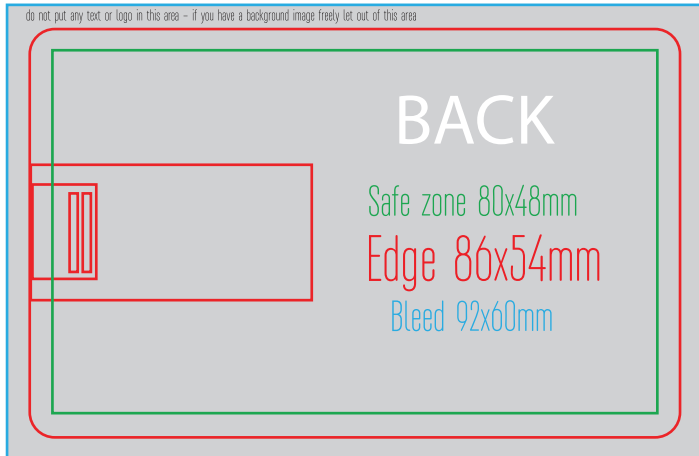 do not put any text or logo in this area – if you have a background image freely let out of this area
BACK
Safe zone 80x48mm
Edge 86x54mm
Bleed 92x60mm